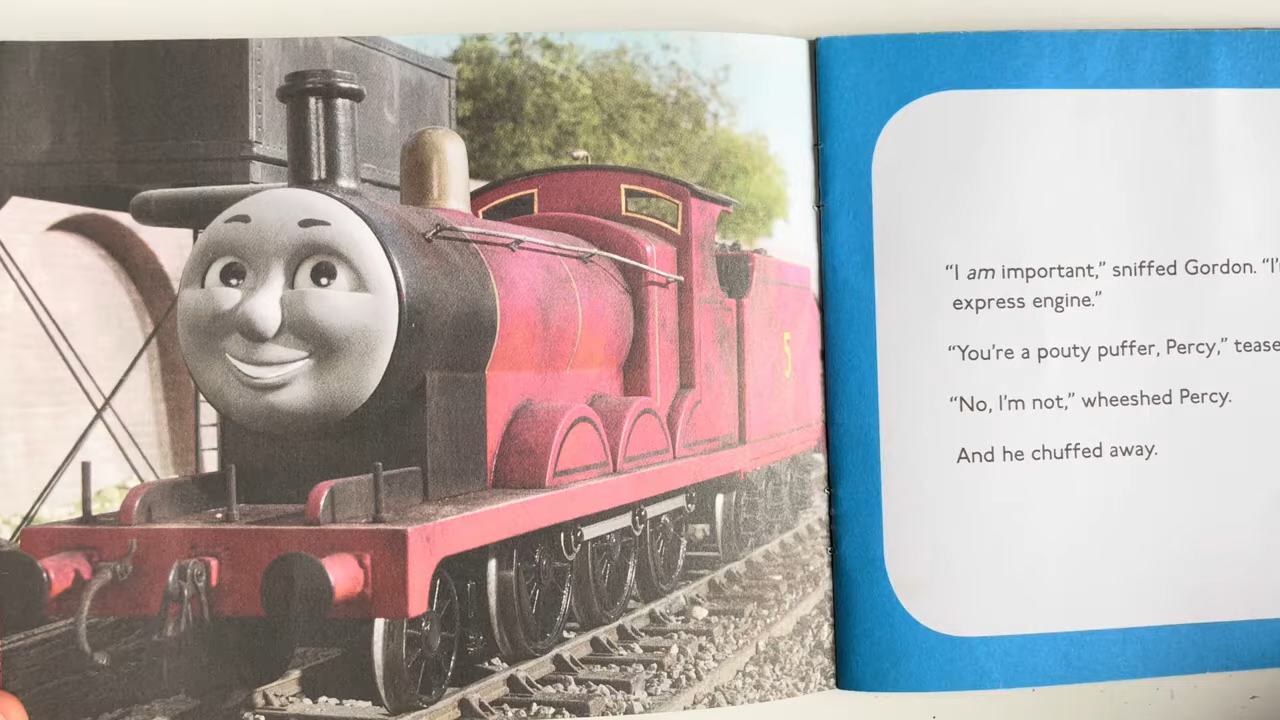 5
“I am important,” sniffed Gordon. “I’
express engine.”
“You’re a pouty puffer, Percy,” tease
“No, I’m not,” wheeshed Percy.
And he chuffed away.